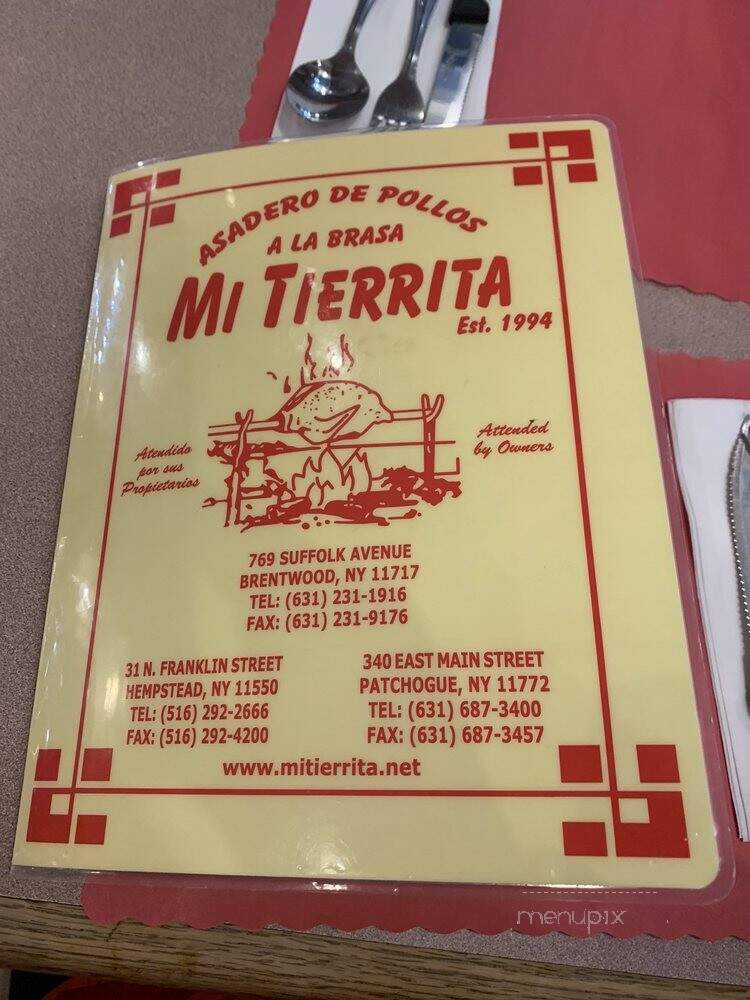 ASADERO DE POLLOS
A LA BRASA
MI TIERRITA
Est. 1994
Atendido
por sus
Propietarios
Attended
by Owners
769 SUFFOLK AVENUE
BRENTWOOD, NY 11717
TEL: (631) 231-1916
FAX: (631) 231-9176
31 N. FRANKLIN STREET
HEMPSTEAD, NY 11550
TEL: (516) 292-2666
FAX: (516) 292-4200
340 EAST MAIN STREET
PATCHOGUE, NY 11772
TEL: (631) 687-3400
FAX: (631) 687-3457
www.mitierrita.net
menupix